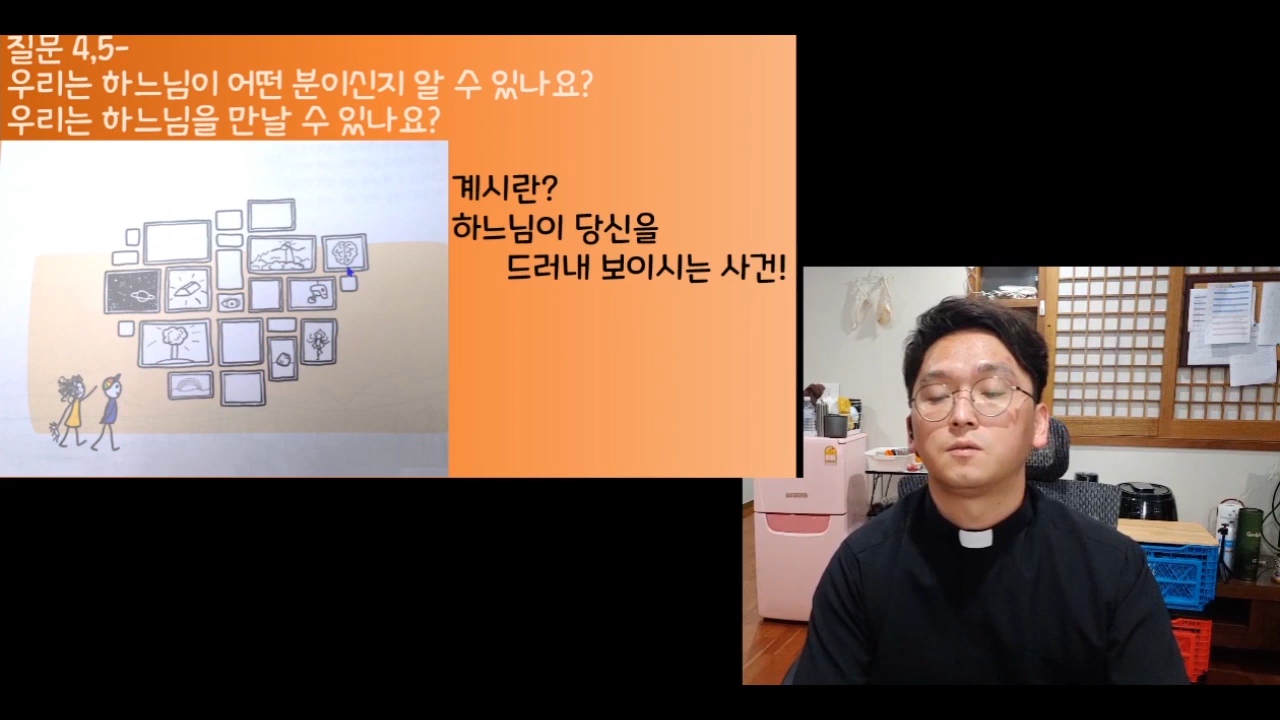 질문 4,5-
우리는 하느님이 어떤 분이신지 알 수 있나요?
우리는 하느님을 만날 수 있나요?
계시란?
하느님이 당신을
드러내 보이시는 사건!